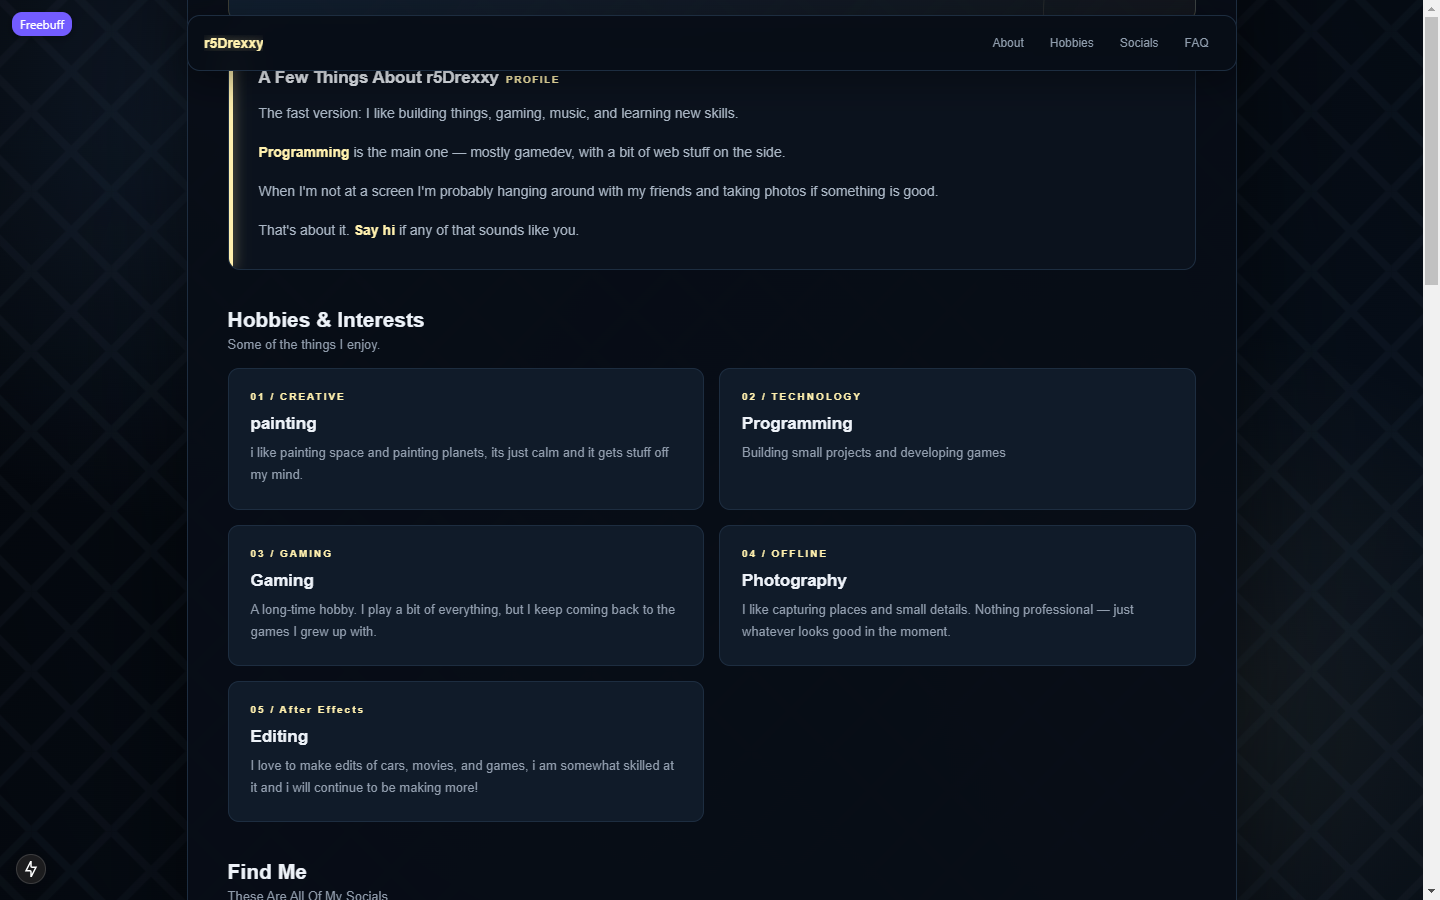 Freebuff
r5Drexxy
About
Hobbies
Socials
FAQ
A Few Things About r5Drexxy PROFILE
The fast version: I like building things, gaming, music, and learning new skills.
Programming is the main one — mostly gamedev, with a bit of web stuff on the side.
When I'm not at a screen I'm probably hanging around with my friends and taking photos if something is good.
That's about it. Say hi if any of that sounds like you.
Hobbies & Interests
Some of the things I enjoy.
01 / CREATIVE
painting
i like painting space and painting planets, its just calm and it gets stuff off
my mind.
02 / TECHNOLOGY
Programming
Building small projects and developing games
03 / GAMING
Gaming
A long-time hobby. I play a bit of everything, but I keep coming back to the
games I grew up with.
04 / OFFLINE
Photography
I like capturing places and small details. Nothing professional — just
whatever looks good in the moment.
05 / After Effects
Editing
I love to make edits of cars, movies, and games, i am somewhat skilled at
it and i will continue to be making more!
Find Me
These Are All Of My Socials